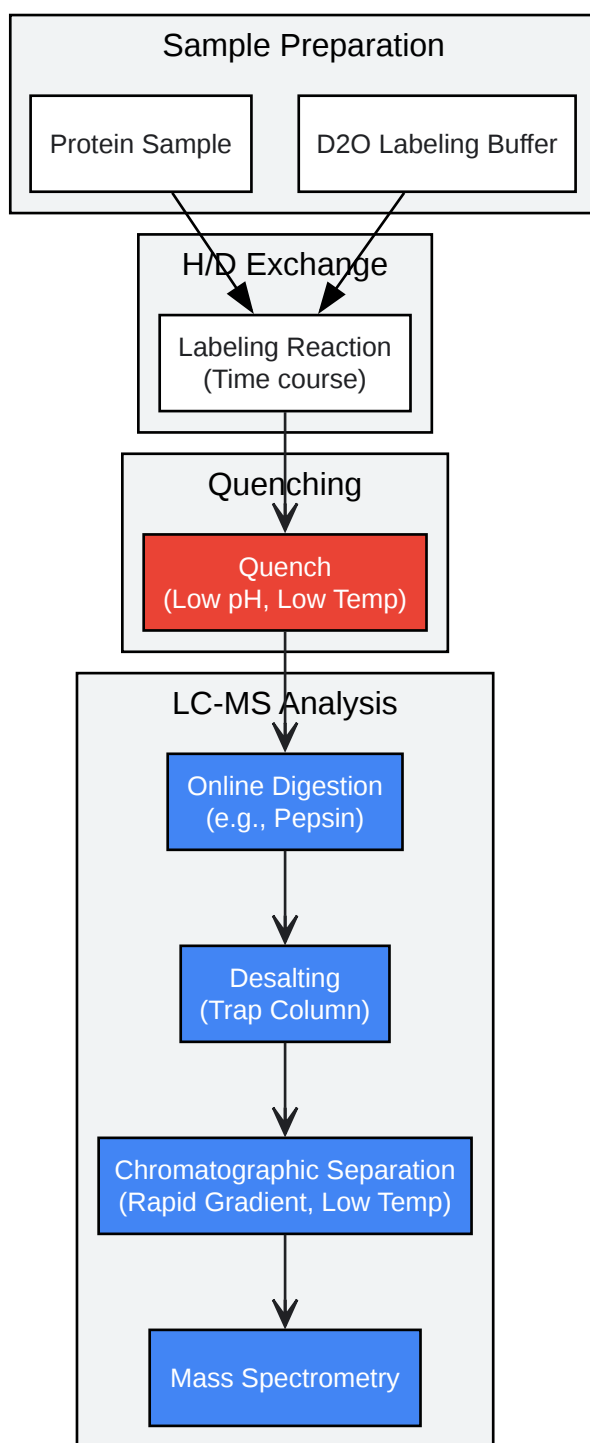 Sample Preparation
Protein Sample
D2O Labeling Buffer
H/D Exchange
Labeling Reaction
(Time course)
Quenching
Quench
(Low pH, Low Temp)
LC-MS Analysis
Online Digestion
(e.g., Pepsin)
Desalting
(Trap Column)
Chromatographic Separation
(Rapid Gradient, Low Temp)
Mass Spectrometry